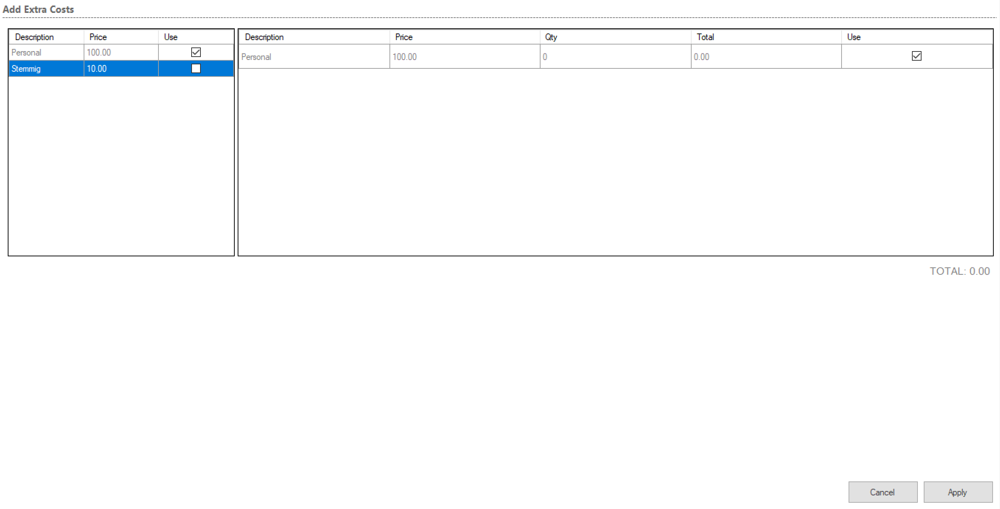 Add Extra Costs
Description Price Use
Personal 100.00
Stemmig 10.00
Description Price Qty Total Use
Personal 100.00 0 0.00
TOTAL: 0.00
Cancel Apply